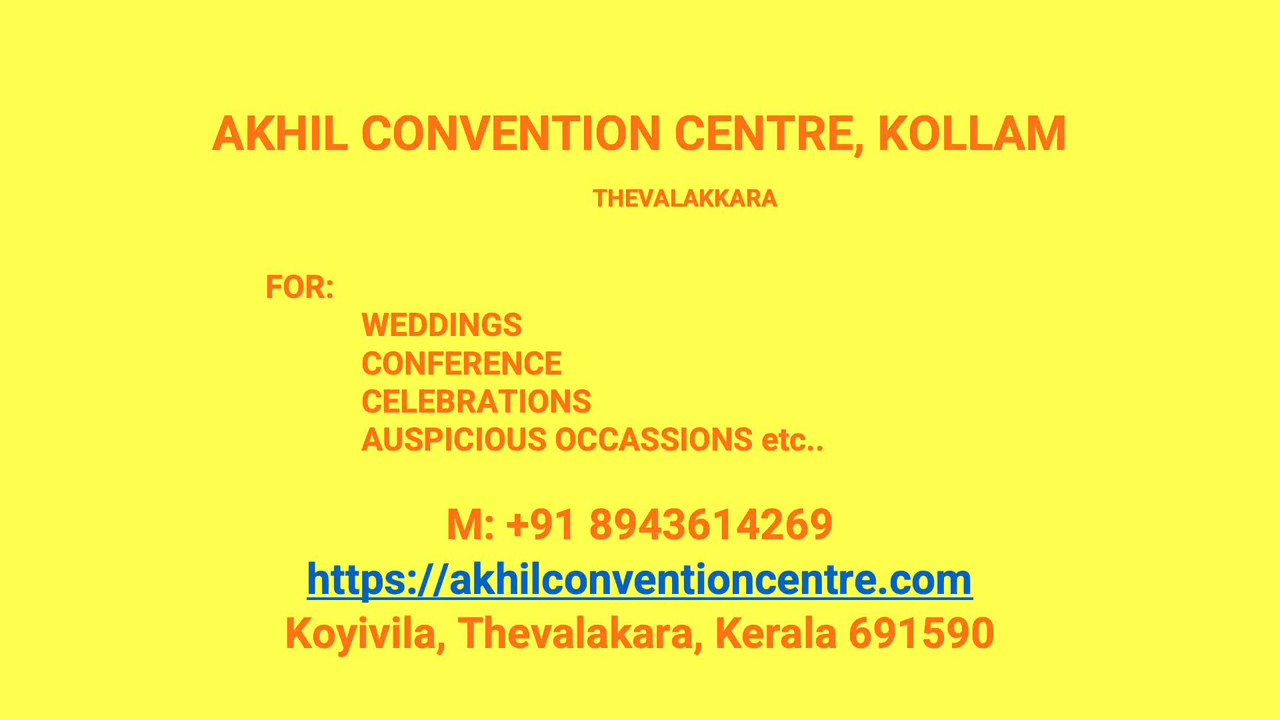 AKHIL CONVENTION CENTRE, KOLLAM
THEVALAKKARA
FOR:
WEDDINGS
CONFERENCE
CELEBRATIONS
AUSPICIOUS OCCASSIONS etc..
M: +91 8943614269
https://akhilconventioncentre.com
Koyivila, Thevalakara, Kerala 691590